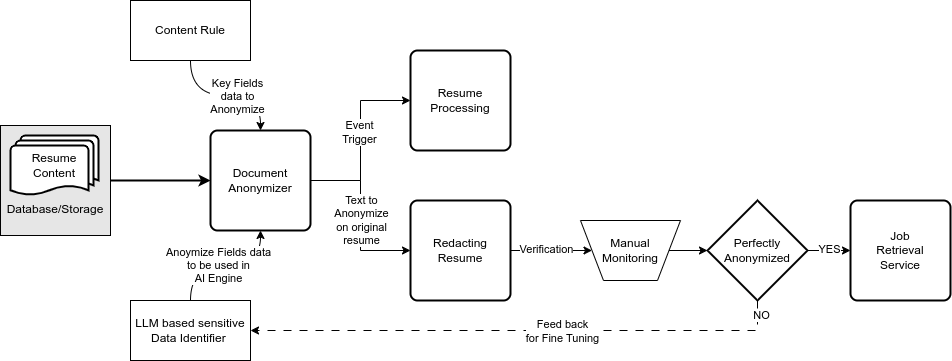 Content Rule
Key Fields
data to
Anonymize
Resume
Processing
Event
Trigger
Resume
Content
Database/Storage
Document
Anonymizer
Text to
Anonymize
on original
resume
Redacting
Resume
Verification
Manual
Monitoring
Perfectly
Anonymized
YES
Job
Retrieval
Service
Anoymize Fields data
to be used in
AI Engine
NO
LLM based sensitive
Data Identifier
Feed back
for Fine Tuning